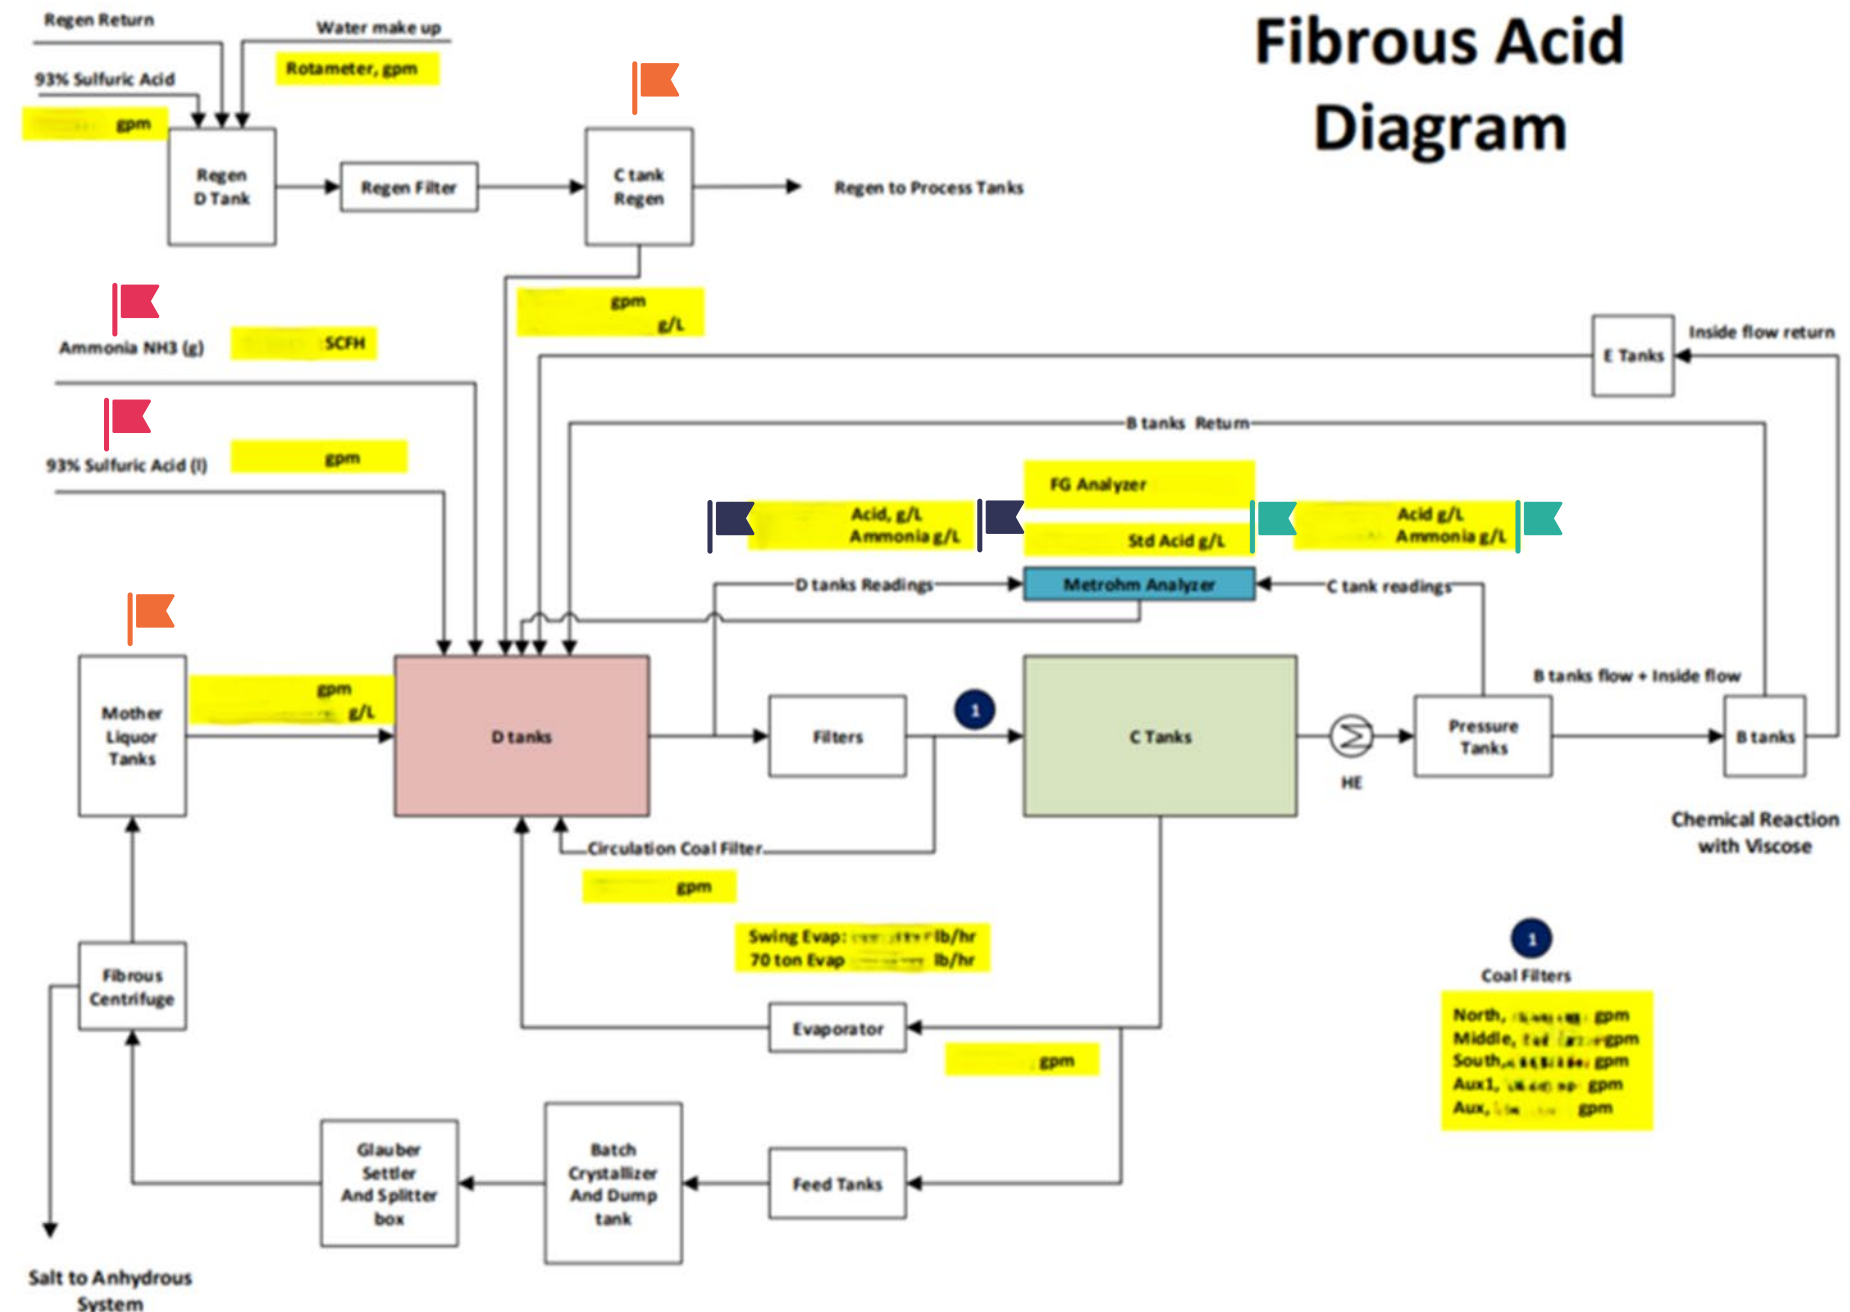 Fibrous Acid
Diagram
Regen Return
Water make up
Rotameter, gpm
93% Sulfuric Acid
gpm
Regen
D Tank
Regen Filter
C tank
Regen
Regen to Process Tanks
gpm
g/L
Ammonia NH3 (g)
SCFH
93% Sulfuric Acid (l)
gpm
E Tanks
Inside flow return
B tanks Return
FG Analyzer
Acid, g/L
Ammonia g/L
Std Acid g/L
Acid g/L
Ammonia g/L
D tanks Readings
Metrohm Analyzer
C tank readings
Mother
Liquor
Tanks
gpm
g/L
D tanks
Filters
1
C Tanks
HE
Pressure
Tanks
B tanks flow + Inside flow
B tanks
Chemical Reaction
with Viscose
Circulation Coal Filter
gpm
Swing Evap: lb/hr
70 ton Evap lb/hr
Evaporator
gpm
1
Coal Filters
North, gpm
Middle, gpm
South, gpm
Aux1, gpm
Aux, gpm
Fibrous
Centrifuge
Glauber
Settler
And Splitter
box
Batch
Crystallizer
And Dump
tank
Feed Tanks
Salt to Anhydrous
System